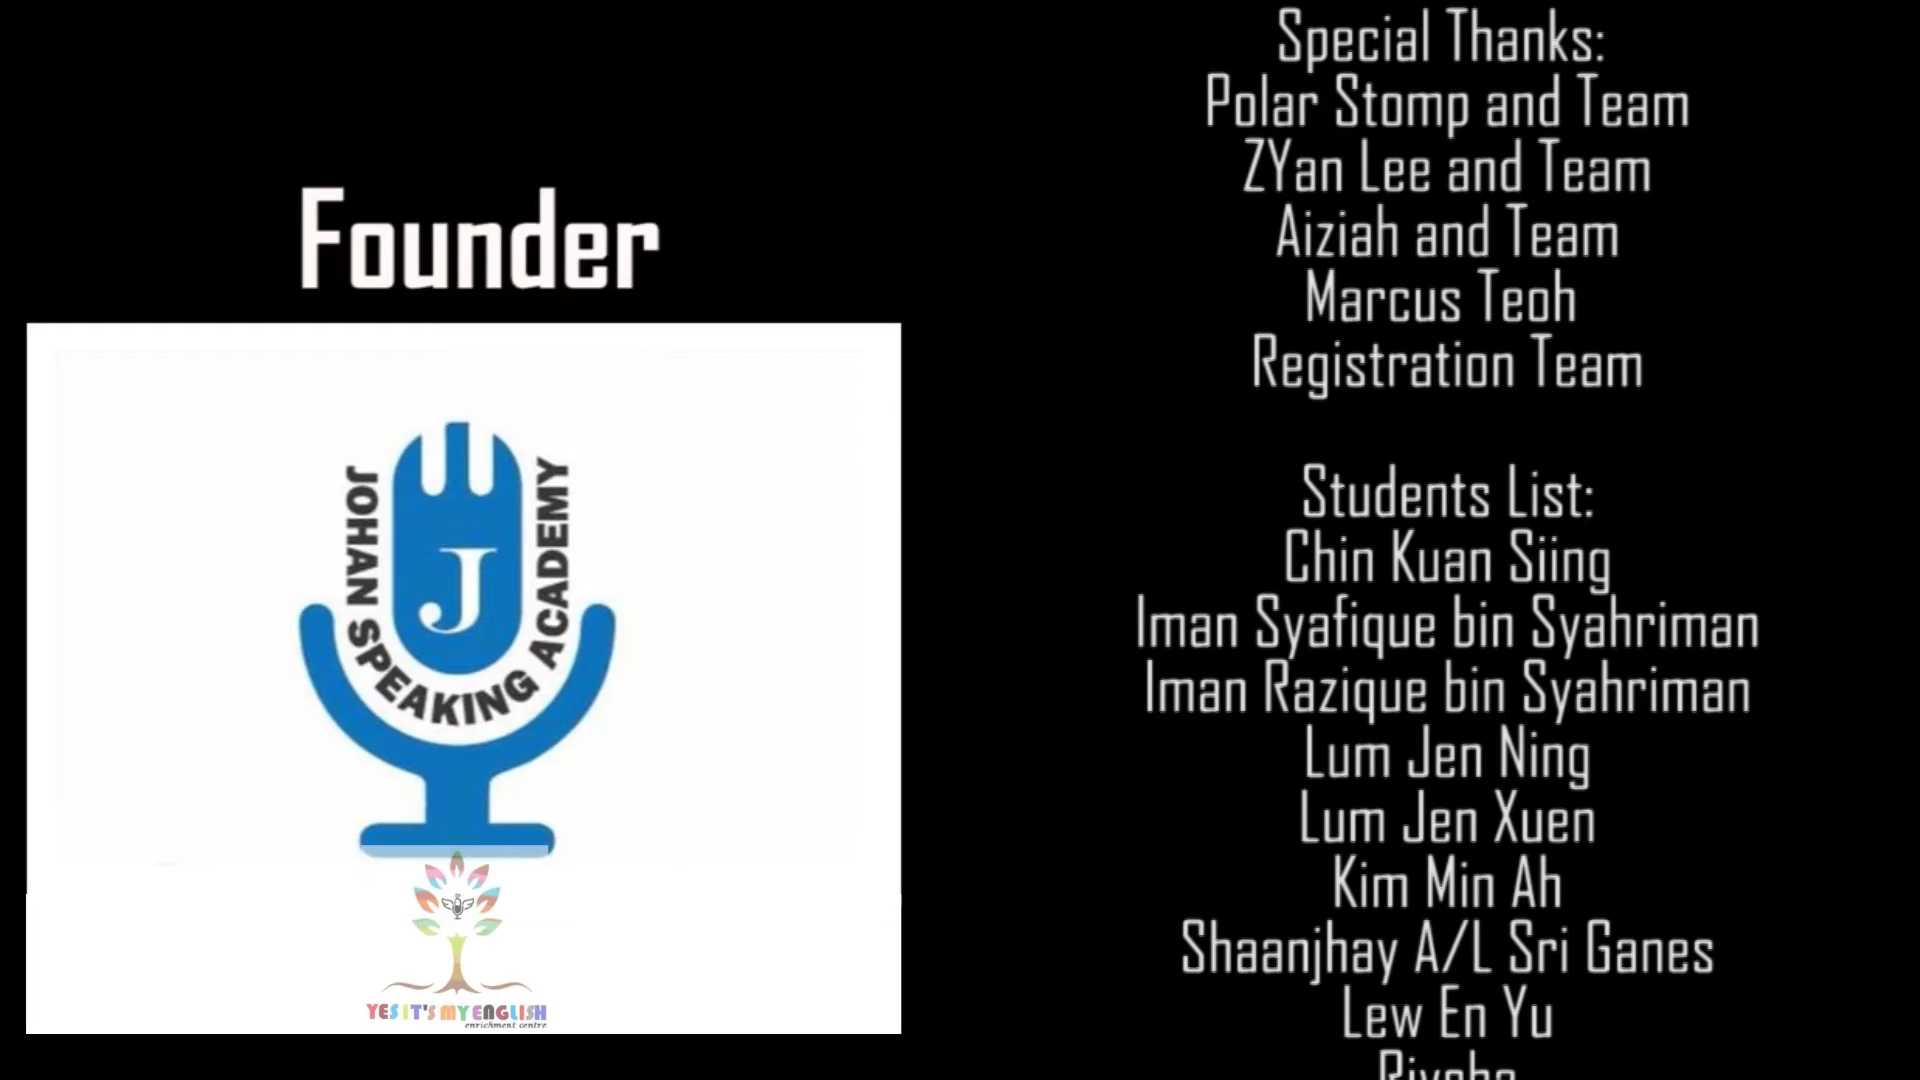 Founder
JOHAN SPEAKING ACADEMY
J
YES IT'S MY ENGLISH
enrichment centre
Special Thanks:
Polar Stomp and Team
ZYan Lee and Team
Aiziah and Team
Marcus Teoh
Registration Team
Students List:
Chin Kuan Siing
Iman Syafique bin Syahriman
Iman Razique bin Syahriman
Lum Jen Ning
Lum Jen Xuen
Kim Min Ah
Shaanjhay A/L Sri Ganes
Lew En Yu